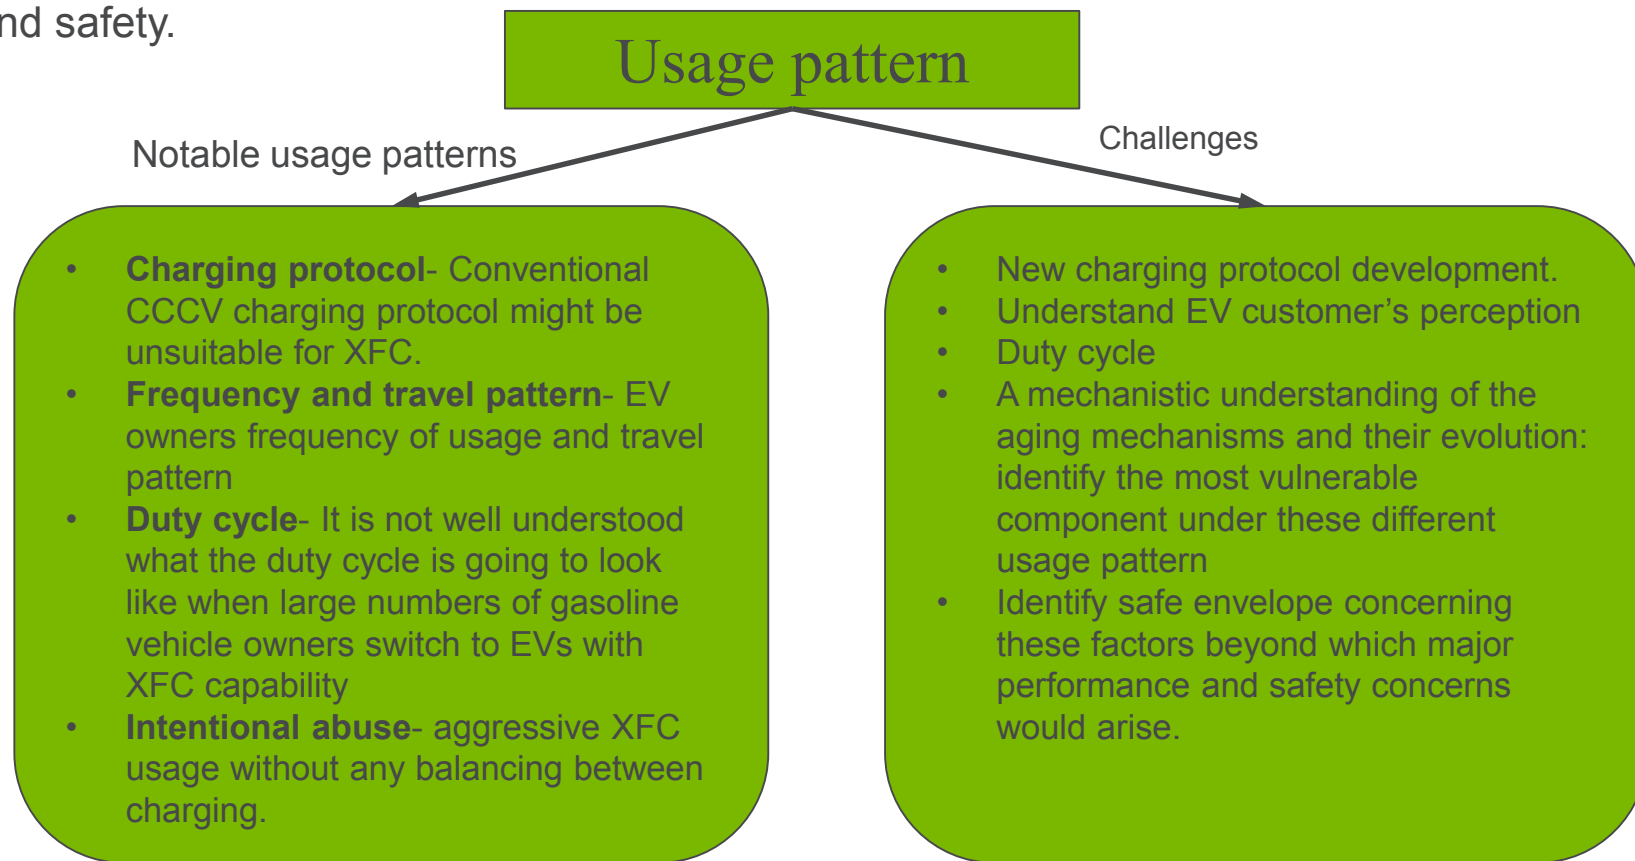 nd safety.
Usage pattern
Notable usage patterns
Challenges
• Charging protocol- Conventional
CCCV charging protocol might be
unsuitable for XFC.
• Frequency and travel pattern- EV
owners frequency of usage and travel
pattern
• Duty cycle- It is not well understood
what the duty cycle is going to look
like when large numbers of gasoline
vehicle owners switch to EVs with
XFC capability
• Intentional abuse- aggressive XFC
usage without any balancing between
charging.
• New charging protocol development.
• Understand EV customer’s perception
• Duty cycle
• A mechanistic understanding of the
aging mechanisms and their evolution:
identify the most vulnerable
component under these different
usage pattern
• Identify safe envelope concerning
these factors beyond which major
performance and safety concerns
would arise.